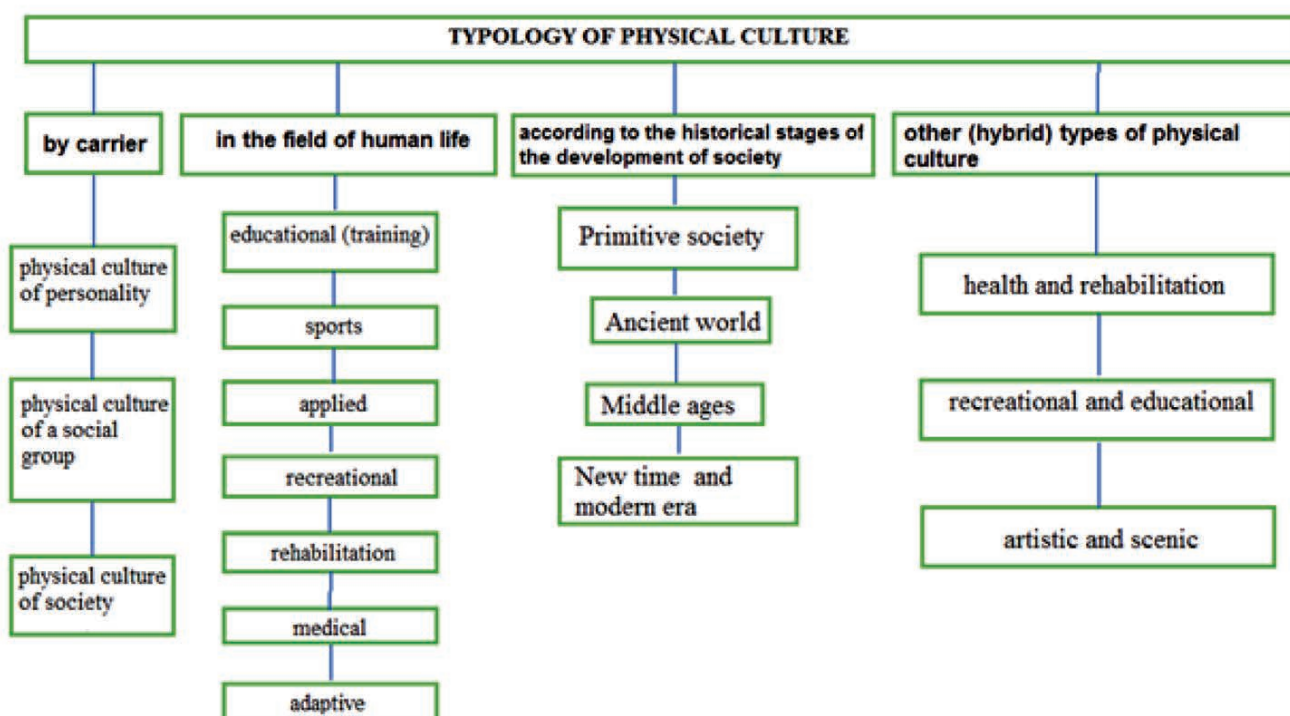 TYPOLOGY OF PHYSICAL CULTURE
by carrier
physical culture
of personality
physical culture
of a social
group
physical culture
of society
in the field of human life
educational (training)
sports
applied
recreational
rehabilitation
medical
adaptive
according to the historical stages of
the development of society
Primitive society
Ancient world
Middle ages
New time and
modern era
other (hybrid) types of physical
culture
health and rehabilitation
recreational and educational
artistic and scenic